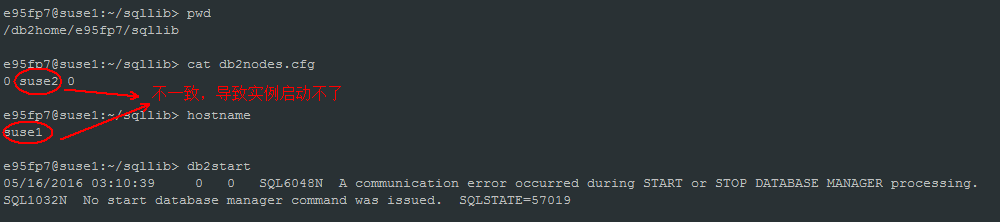 e95fp7@suse1:~/sqllib> pwd
/db2home/e95fp7/sqllib
e95fp7@suse1:~/sqllib> cat db2nodes.cfg
0 suse2 0
不一致，导致实例启动不了
e95fp7@suse1:~/sqllib> hostname
suse1
e95fp7@suse1:~/sqllib> db2start
05/16/2016 03:10:39     0   0   SQL6048N  A communication error occurred during START or STOP DATABASE MANAGER processing.
SQL1032N  No start database manager command was issued.  SQLSTATE=57019